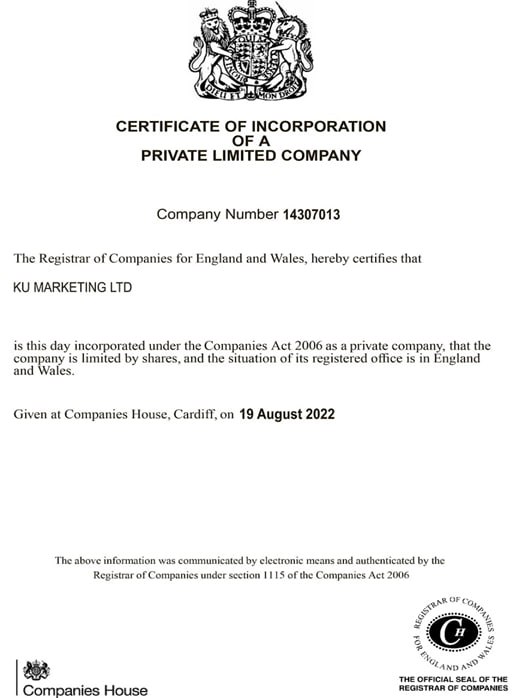 DIEU ET MON DROIT
CERTIFICATE OF INCORPORATION
OF A
PRIVATE LIMITED COMPANY
Company Number 14307013
The Registrar of Companies for England and Wales, hereby certifies that
KU MARKETING LTD
is this day incorporated under the Companies Act 2006 as a private company, that the
company is limited by shares, and the situation of its registered office is in England
and Wales.
Given at Companies House, Cardiff, on 19 August 2022
The above information was communicated by electronic means and authenticated by the
Registrar of Companies under section 1115 of the Companies Act 2006
REGISTRAR OF COMPANIES
FOR ENGLAND AND WALES
CH
Companies House
THE OFFICIAL SEAL OF THE
REGISTRAR OF COMPANIES